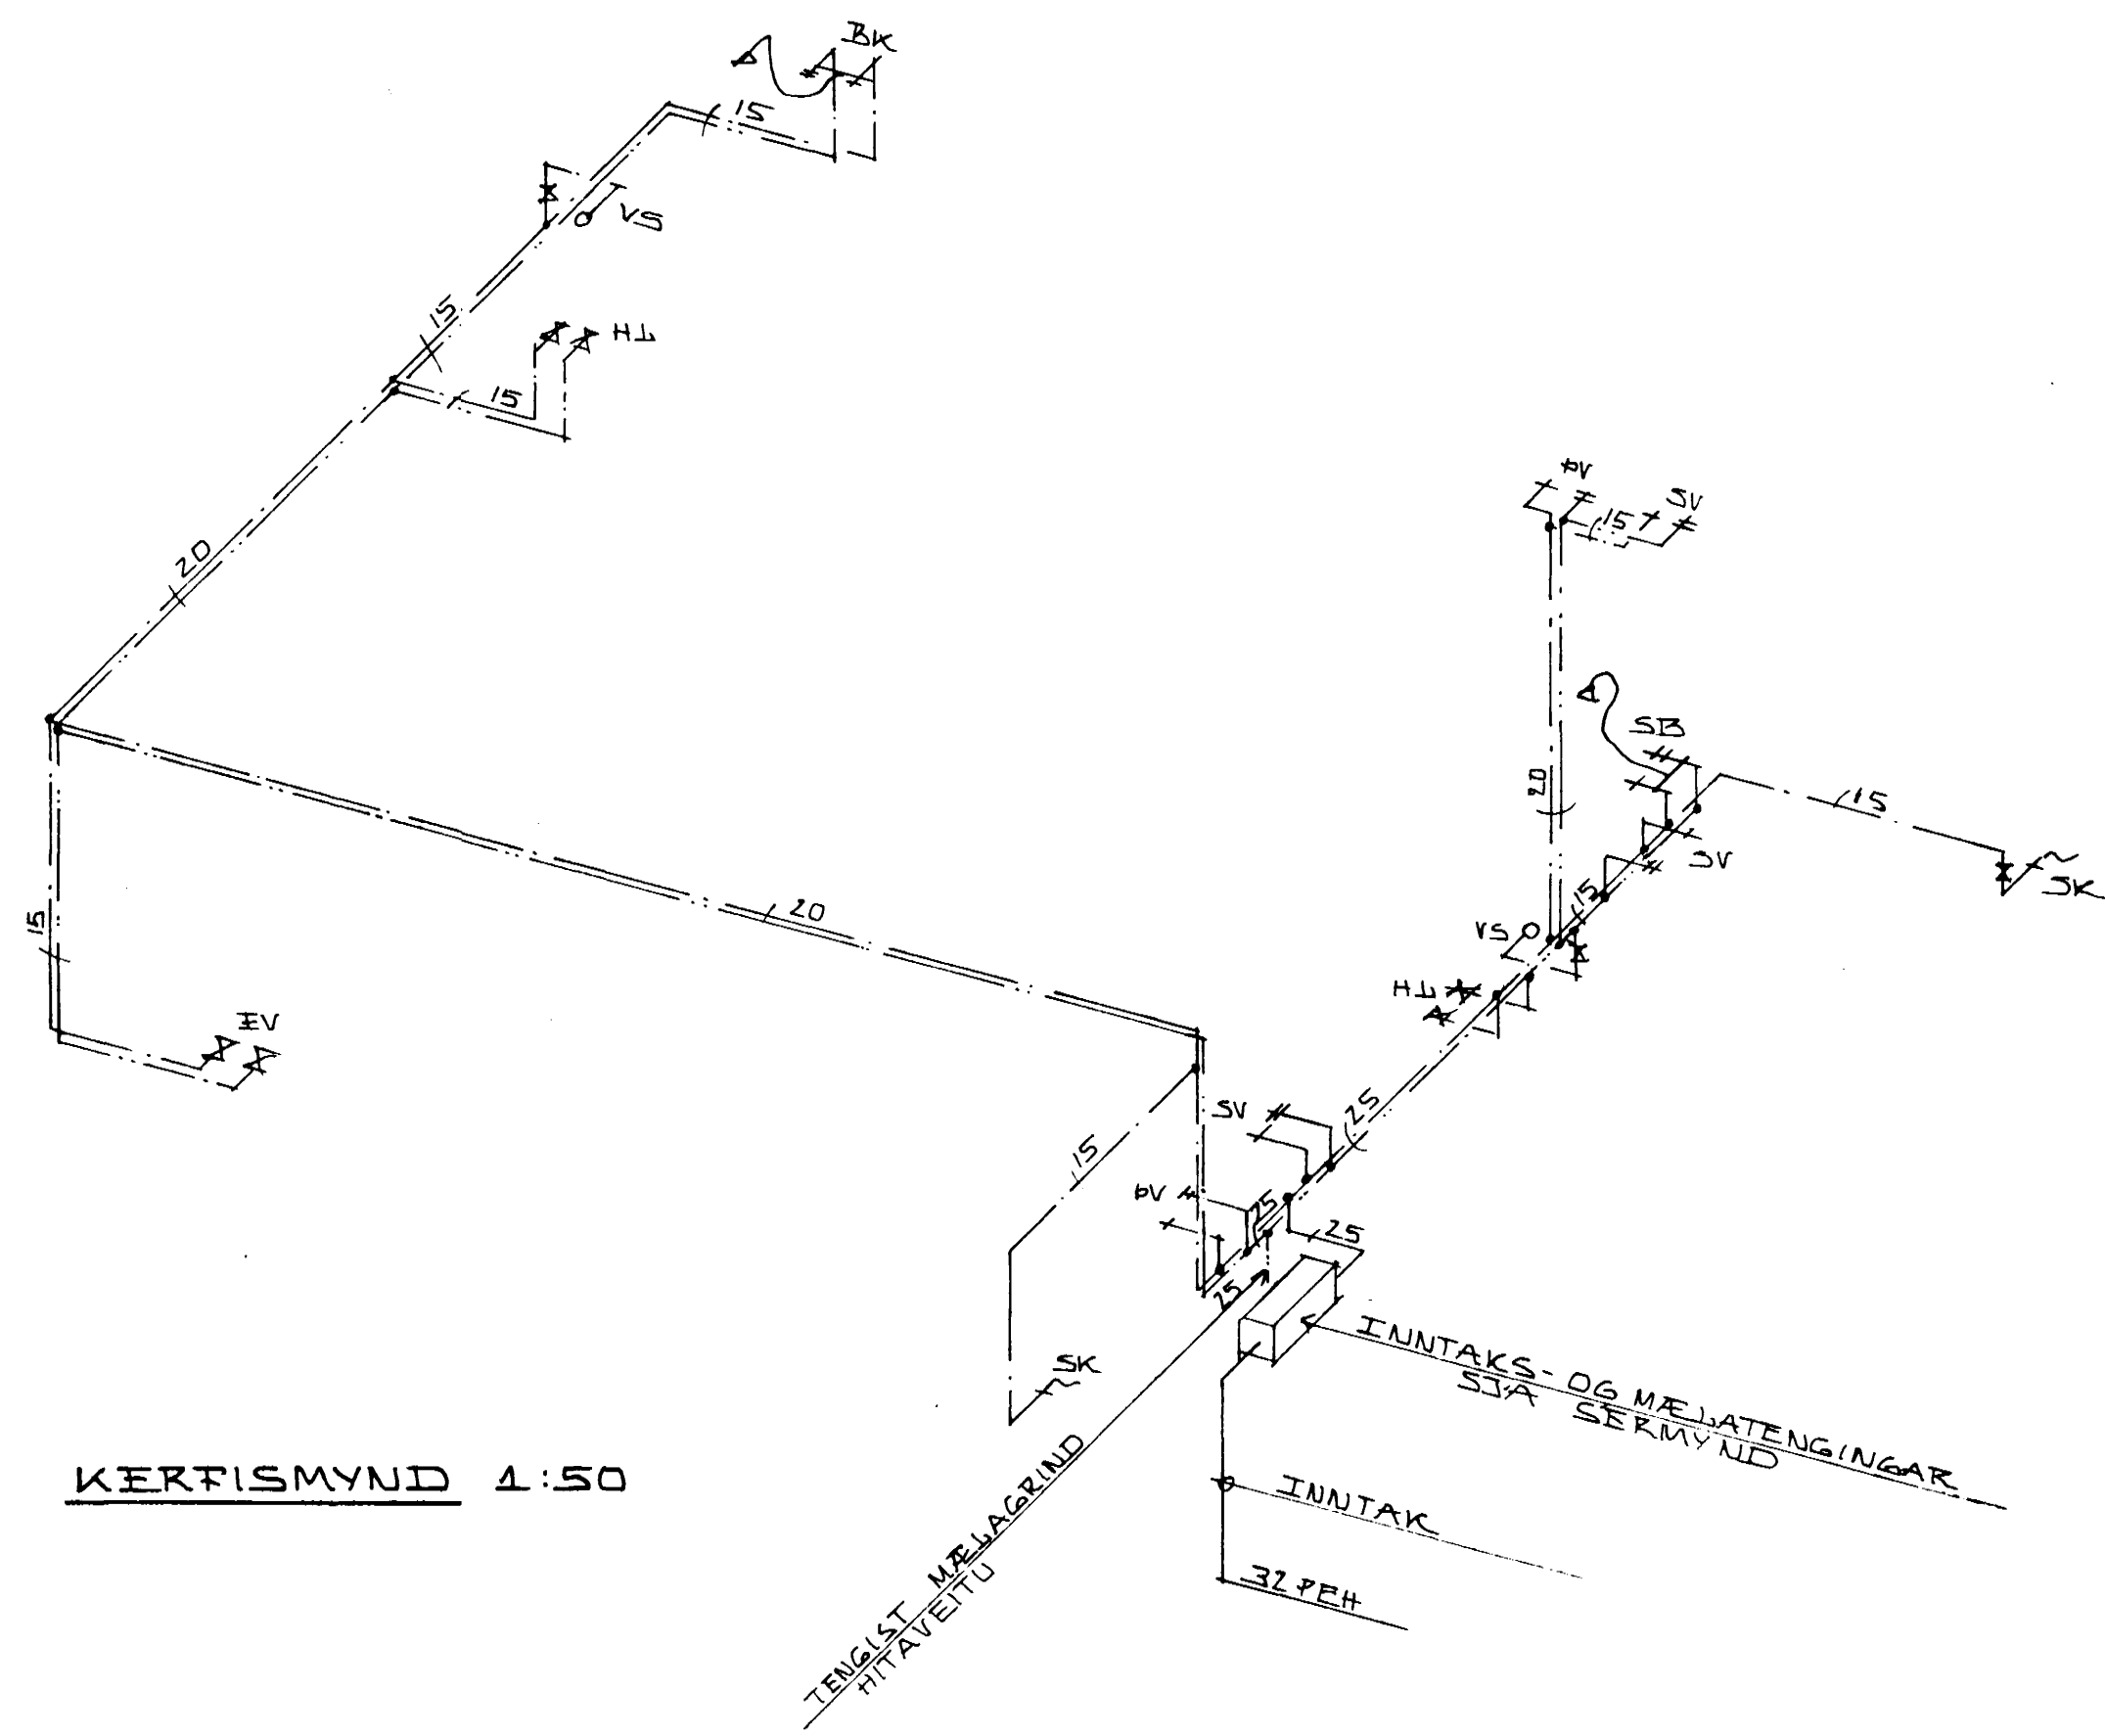 BK
15
VS
15
HL
15
20
ÞV
SV
15
20
SB
15
SV
SK
15
VS
HL
15
20
EV
SV
25
15
ÞV
25
25
25
SK
INNTAKS- OG MÆLATENGINGAR
SJÁ SERMYND
KERFISMYND 1:50
INNTAK
32 PEH
TENGIST MÆLAGRIND
HITAVEITU